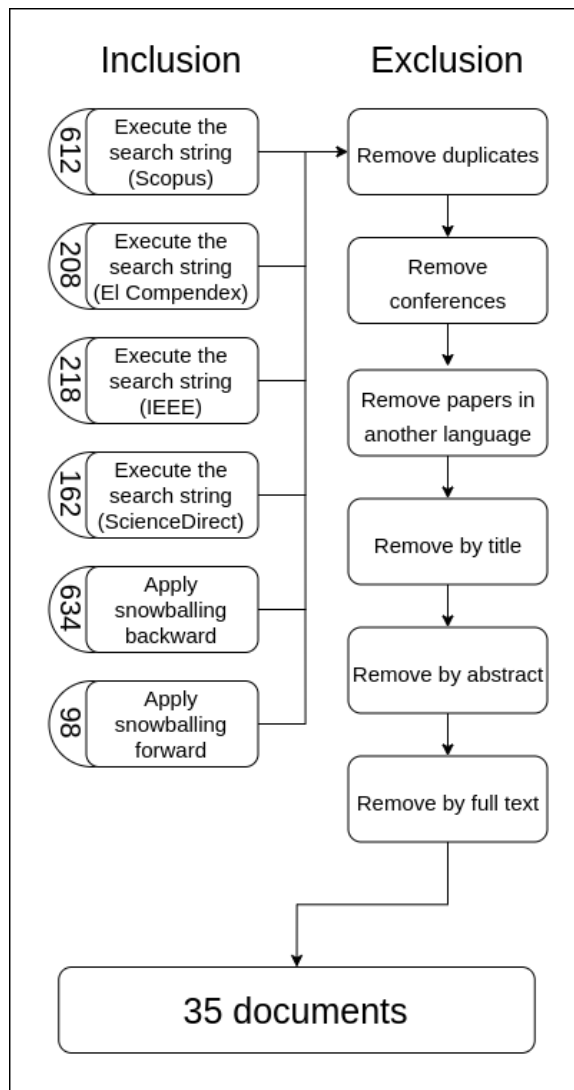 Inclusion
Exclusion
612
Execute the
search string
(Scopus)
208
Execute the
search string
(El Compendex)
218
Execute the
search string
(IEEE)
162
Execute the
search string
(ScienceDirect)
634
Apply
snowballing
backward
98
Apply
snowballing
forward
Remove duplicates
Remove
conferences
Remove papers in
another language
Remove by title
Remove by abstract
Remove by full text
35 documents